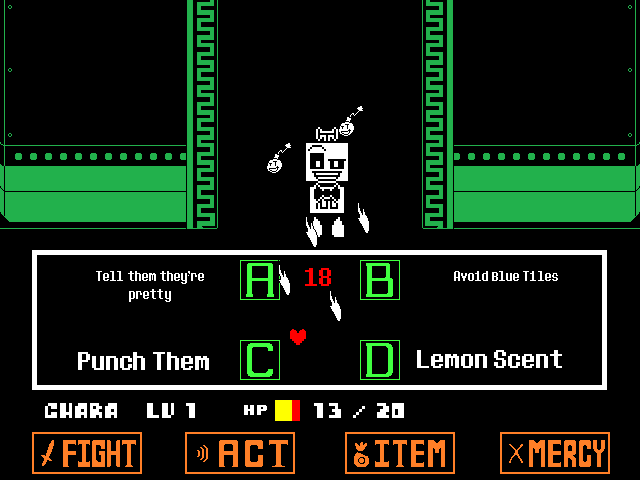 Tell them they're
pretty
A
18
B
Avoid Blue Tiles
Punch Them
C
D
Lemon Scent
CHARA LV 1 HP 13 / 20
FIGHT
ACT
ITEM
MERCY